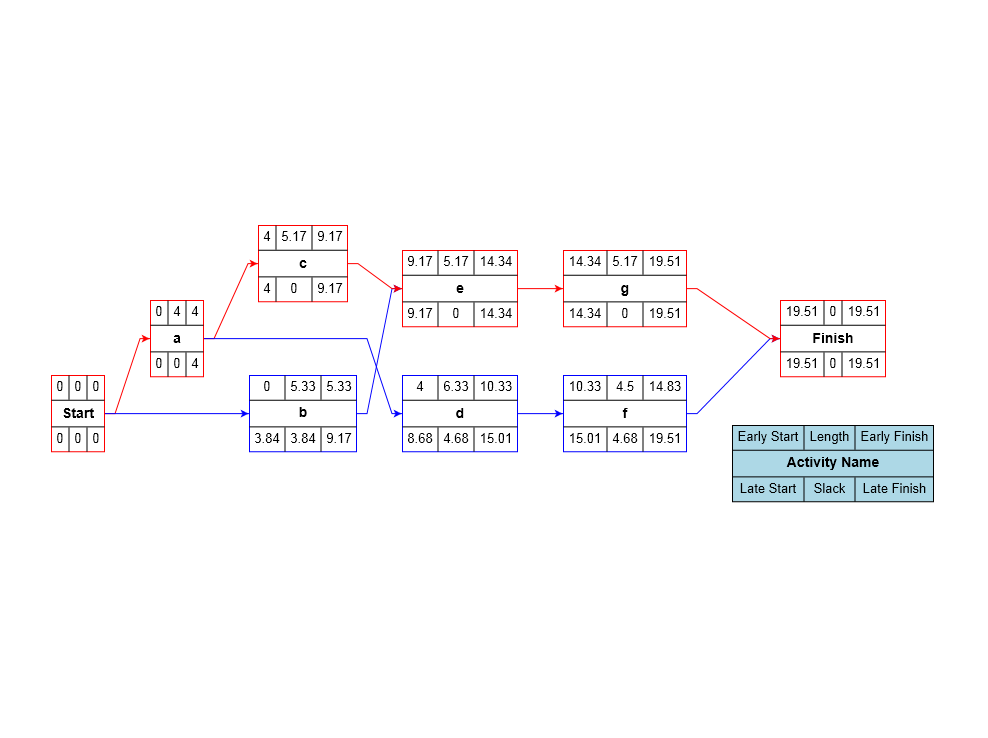 4 5.17 9.17
c
4 0 9.17
9.17 5.17 14.34
e
9.17 0 14.34
14.34 5.17 19.51
g
14.34 0 19.51
0 4 4
a
0 0 4
19.51 0 19.51
Finish
19.51 0 19.51
0 0 0
Start
0 0 0
0 5.33 5.33
b
3.84 3.84 9.17
4 6.33 10.33
d
8.68 4.68 15.01
10.33 4.5 14.83
f
15.01 4.68 19.51
Early Start Length Early Finish
Activity Name
Late Start Slack Late Finish